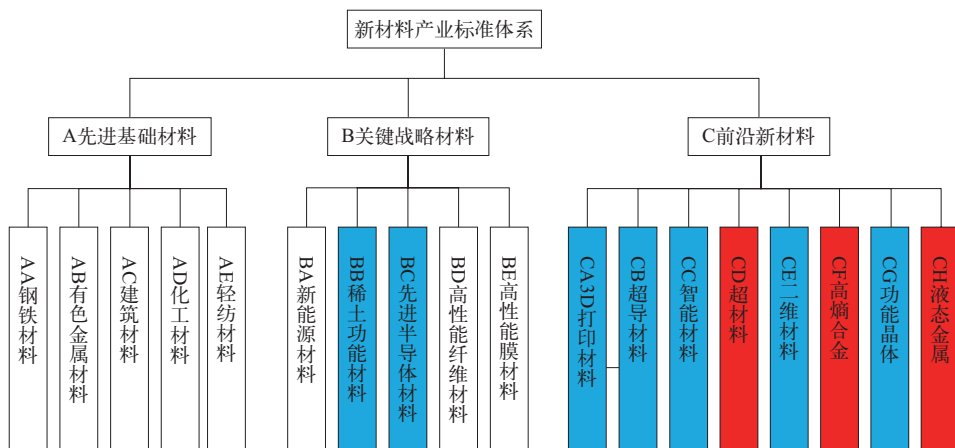 新材料产业标准体系
A先进基础材料
B关键战略材料
C前沿新材料
AA钢铁材料
AB有色金属材料
AC建筑材料
AD化工材料
AE轻纺材料
BA新能源材料
BB稀土功能材料
BC先进半导体材料
BD高性能纤维材料
BE高性能膜材料
CA3D打印材料
CB超导材料
CC智能材料
CD超材料
CE二维材料
CF高熵合金
CG功能晶体
CH液态金属